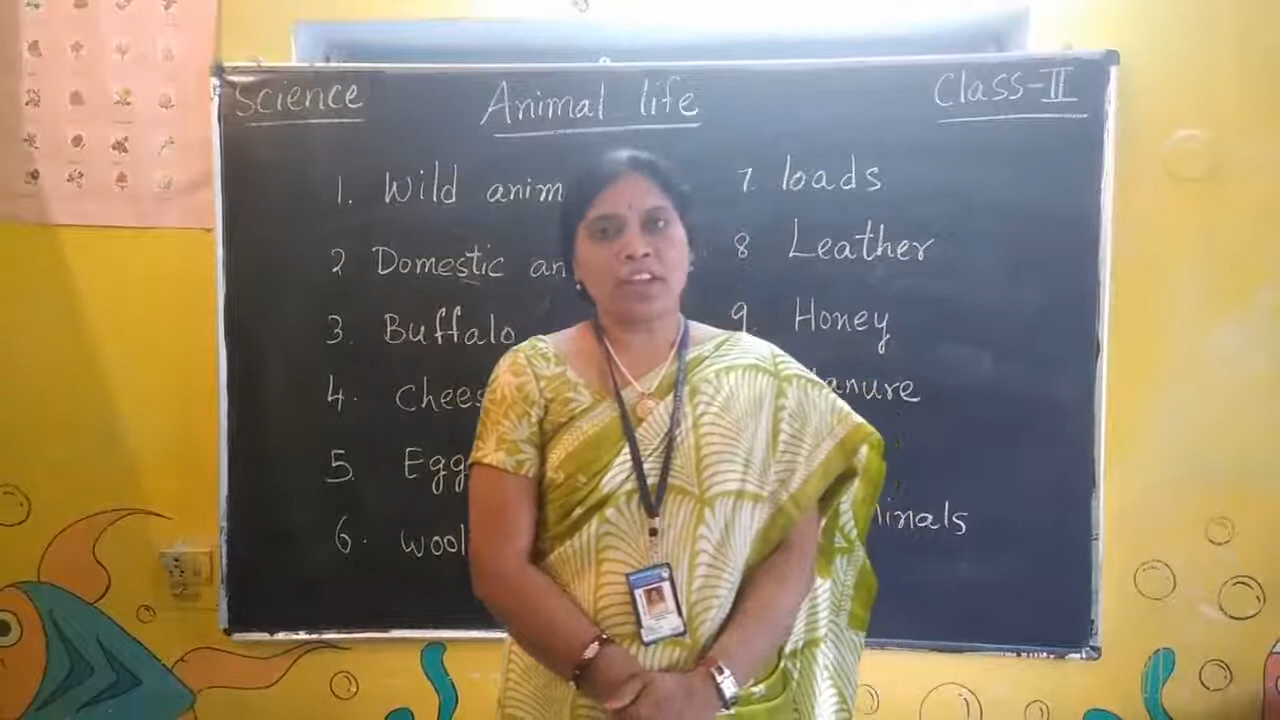 Science
Animal life
Class-II
1. Wild anim
2 Domestic an
3. Buffalo
4. chees
5. Egg
6. wool
7. loads
8 Leather
9. Honey
anure
inals